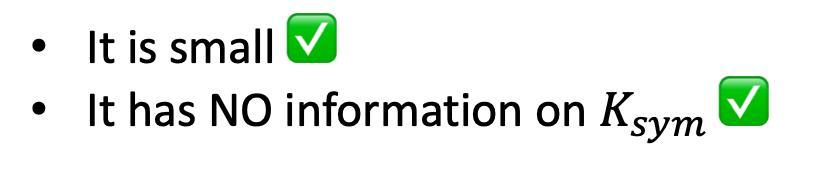 • It is small ✅
• It has NO information on K_sym ✅